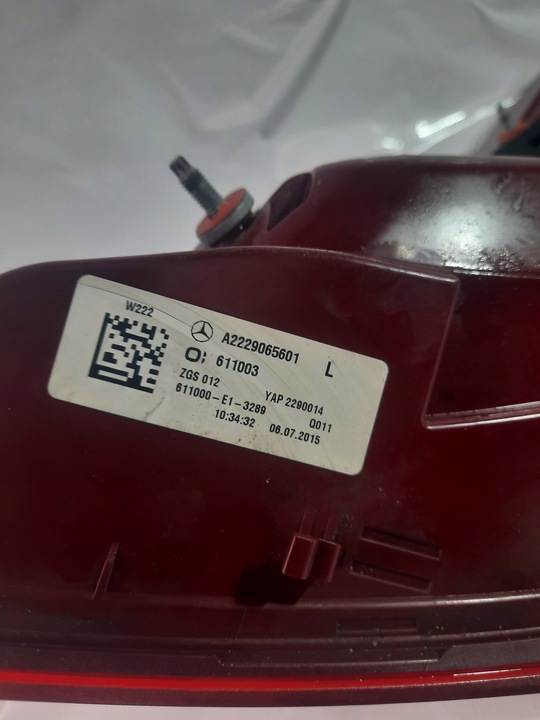 W222
A2229065601
611003 L
ZGS 012 YAP 2290014
611000-E1-3289 Q011
10:34:32 06.07.2015